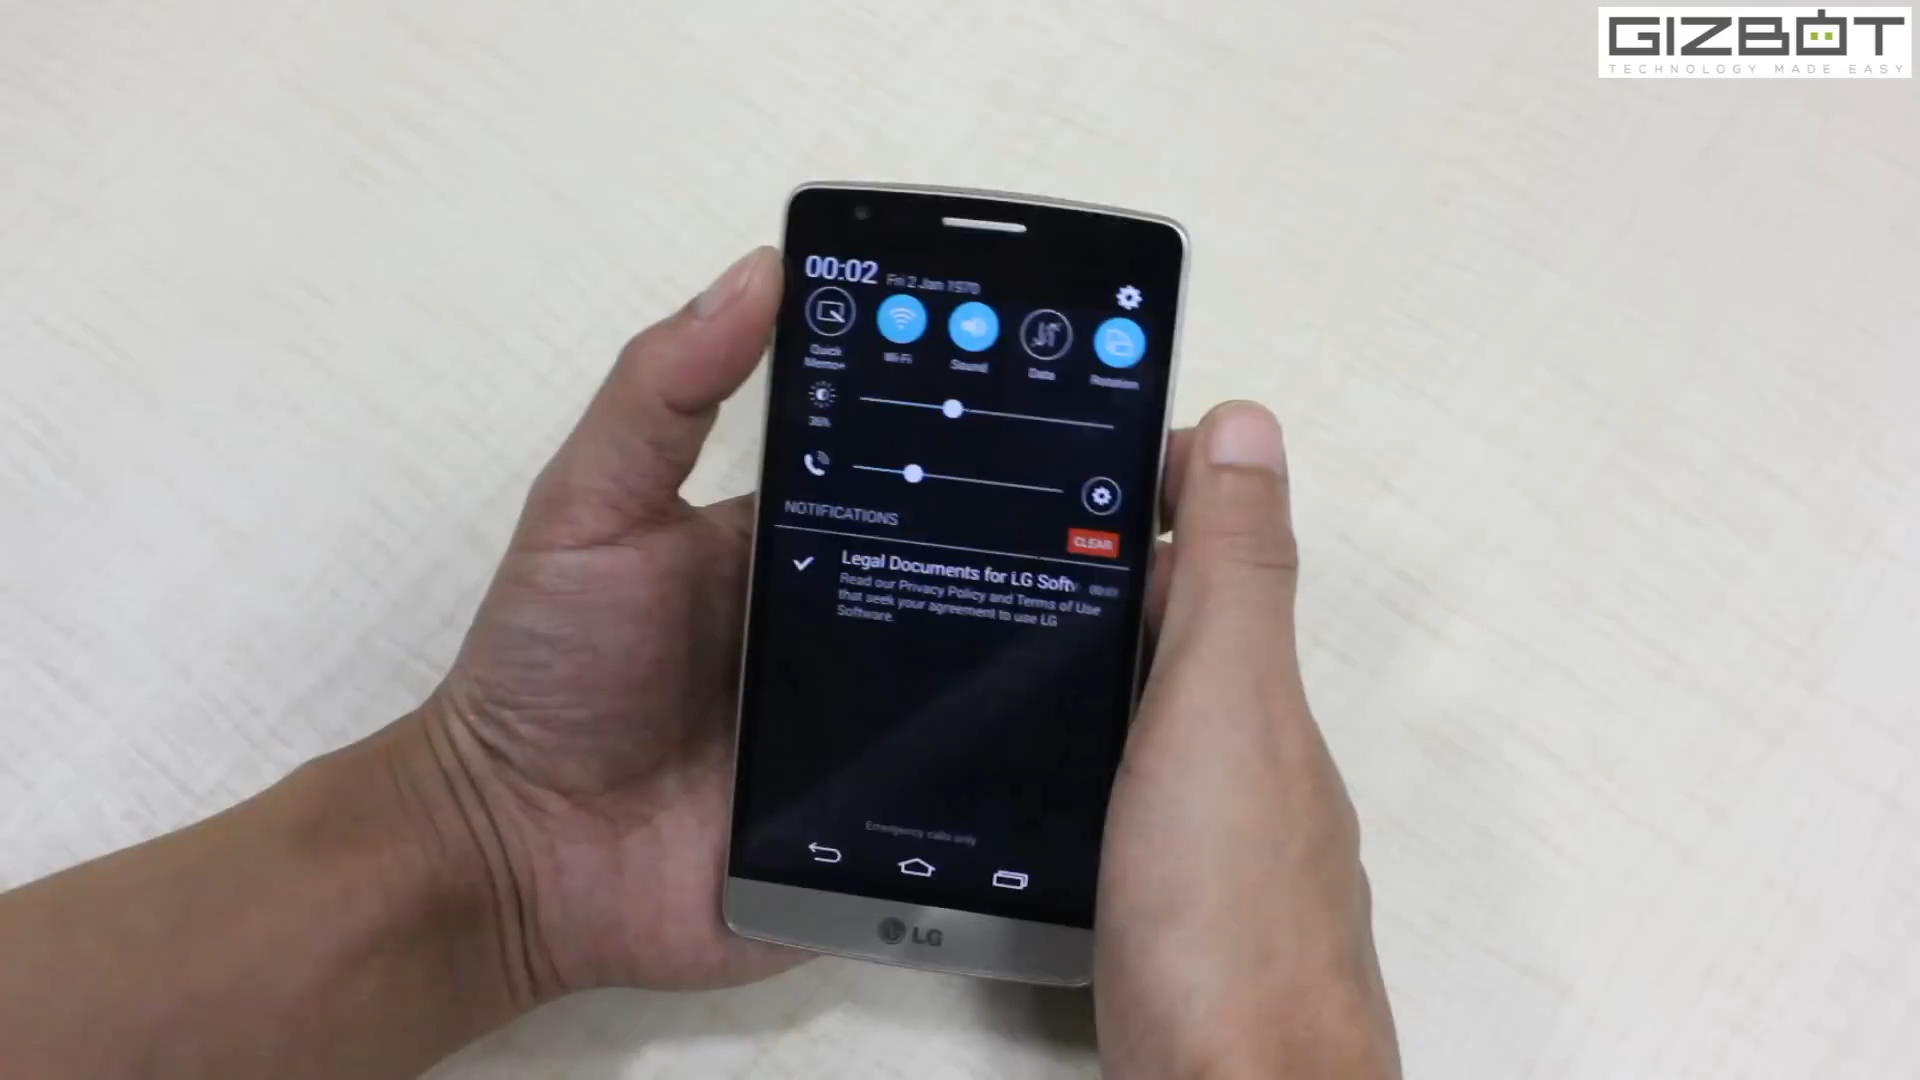 GIZBOT
TECHNOLOGY MADE EASY
00:02 Fri 2 Jan 1970
Quick Memo+
Wi-Fi
Sound
Data
Rotation
36%
NOTIFICATIONS
CLEAR
Legal Documents for LG Softw
Read our Privacy Policy and Terms of Use
that seek your agreement to use LG
Software.
Emergency calls only
LG